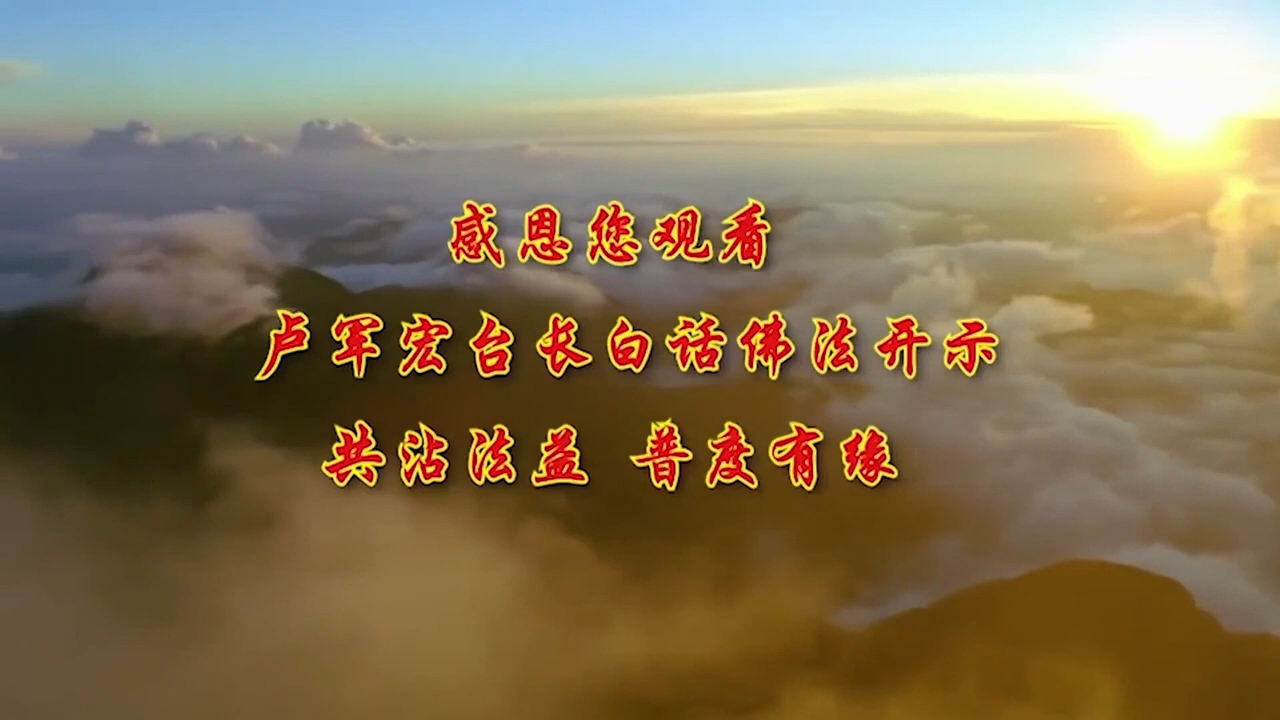 感恩您观看
卢军宏台长白话佛法开示
共沾法益 普度有缘